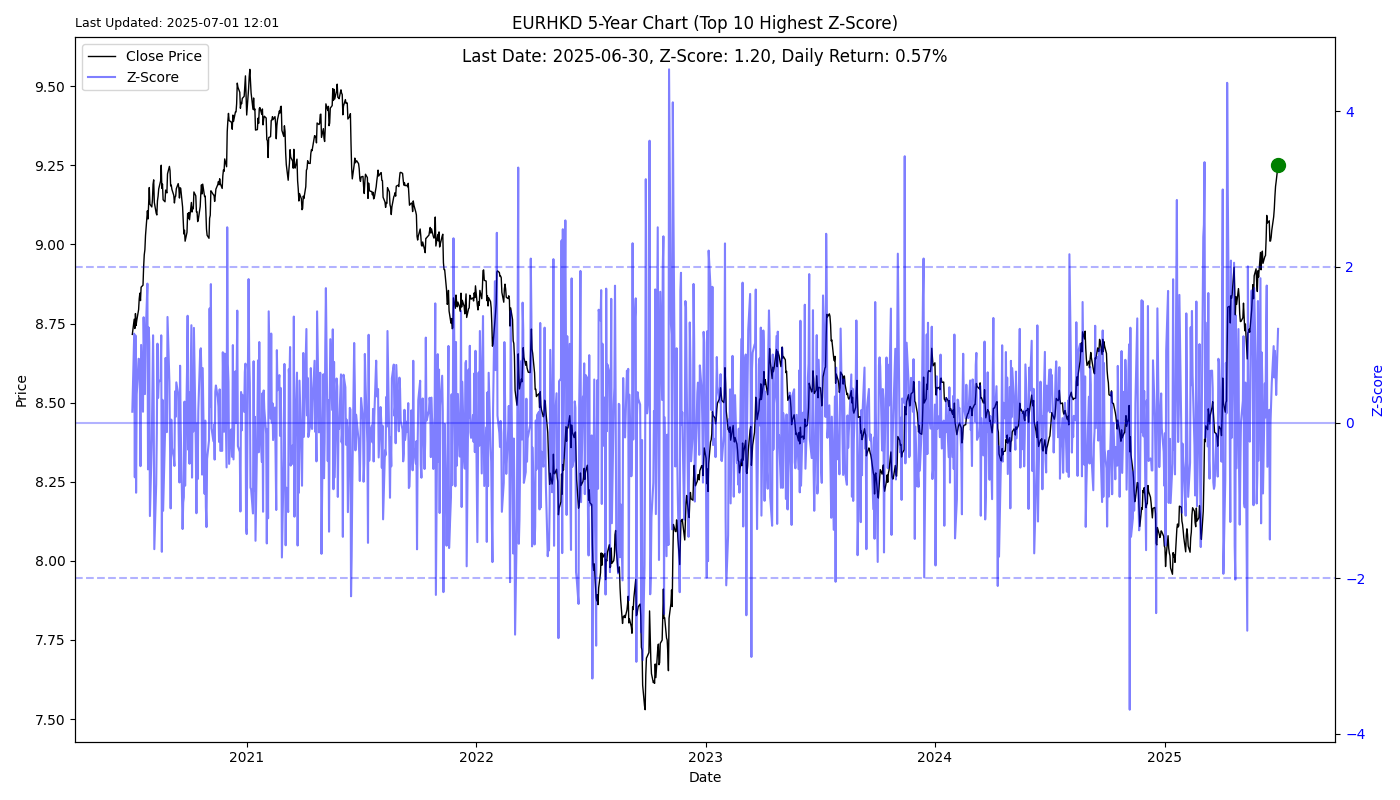 Last Updated: 2025-07-01 12:01
EURHKD 5-Year Chart (Top 10 Highest Z-Score)
Last Date: 2025-06-30, Z-Score: 1.20, Daily Return: 0.57%
Close Price
Z-Score
9.50
9.25
9.00
8.75
8.50
8.25
8.00
7.75
7.50
Price
4
2
0
−2
−4
Z-Score
2021
2022
2023
2024
2025
Date